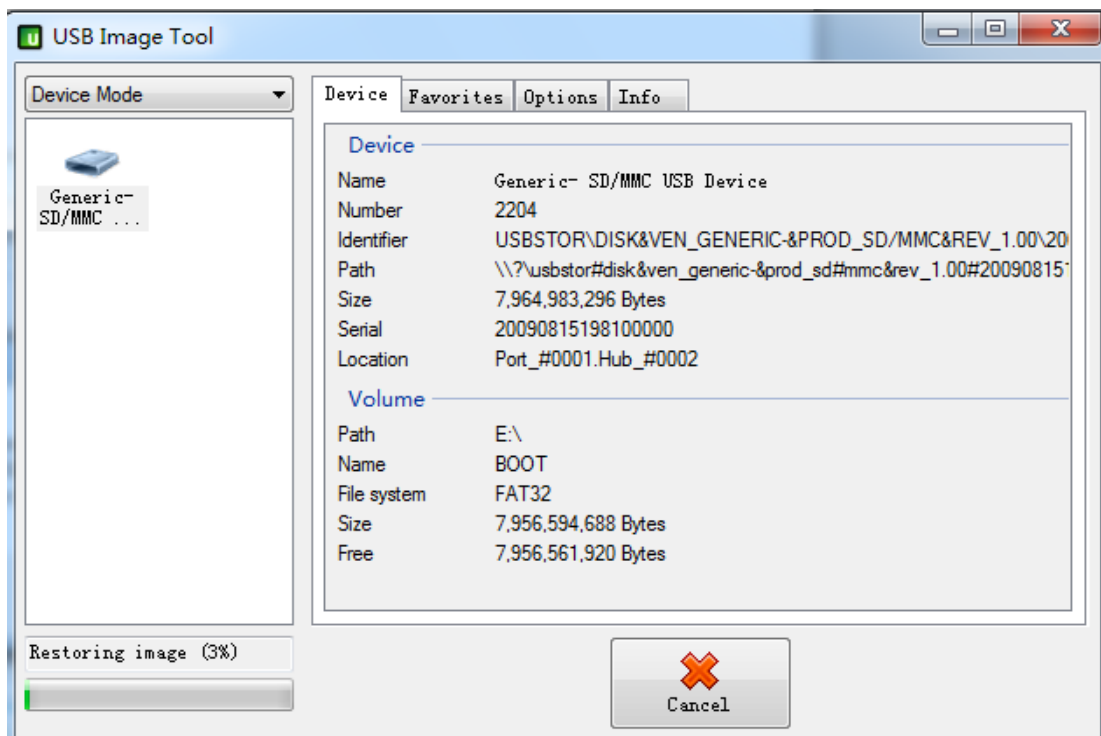 USB Image Tool
Device Mode
Generic-
SD/MMC ...
Device Favorites Options Info
Device
Name Generic- SD/MMC USB Device
Number 2204
Identifier USBSTOR\DISK&VEN_GENERIC-&PROD_SD/MMC&REV_1.00\20
Path \\?\usbstor#disk&ven_generic-&prod_sd#mmc&rev_1.00#200908151
Size 7,964,983,296 Bytes
Serial 20090815198100000
Location Port_#0001.Hub_#0002
Volume
Path E:\
Name BOOT
File system FAT32
Size 7,956,594,688 Bytes
Free 7,956,561,920 Bytes
Restoring image (3%)
Cancel